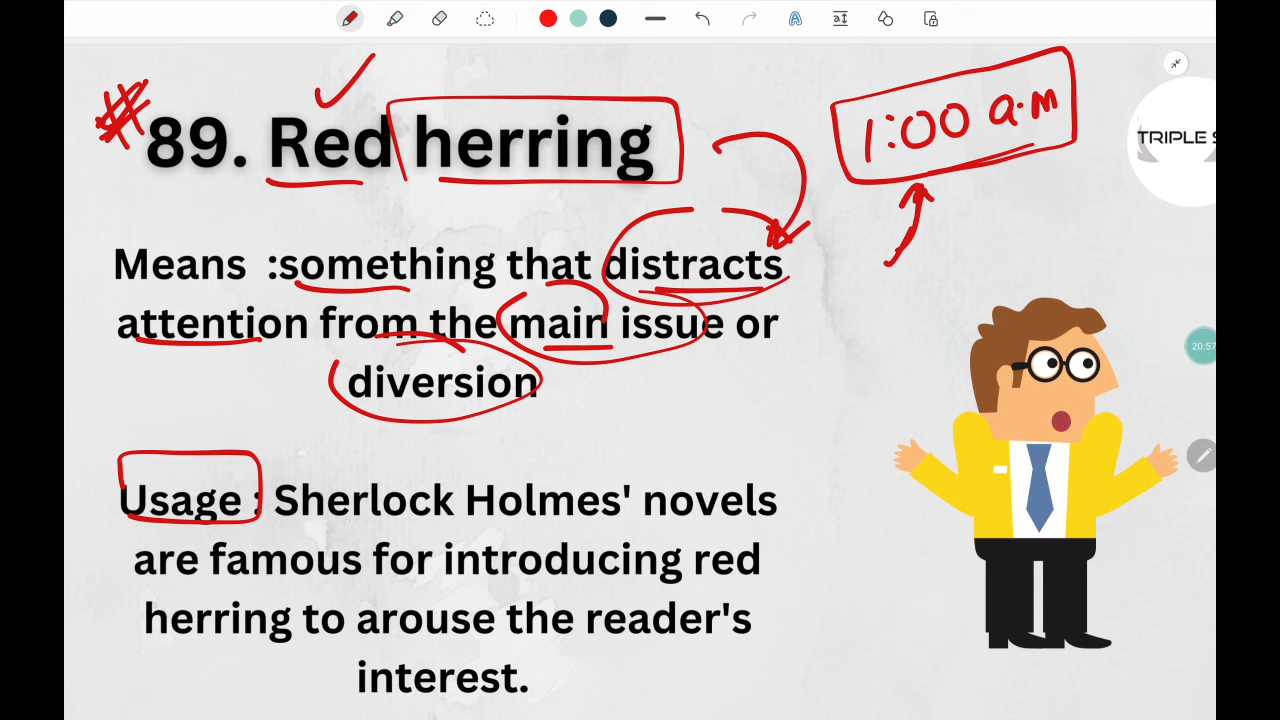 89. Red herring
1:00 a.m
TRIPLE S
Means :something that distracts
attention from the main issue or
diversion
20:57
Usage : Sherlock Holmes' novels
are famous for introducing red
herring to arouse the reader's
interest.